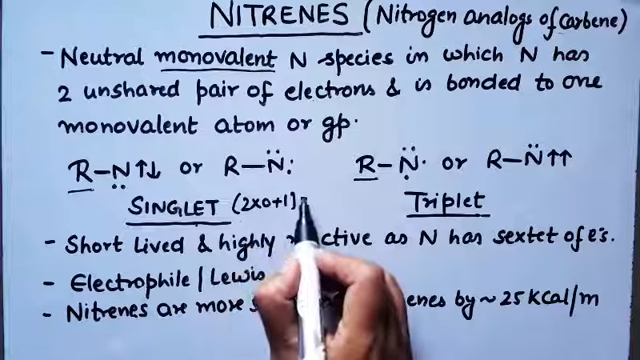 NITRENES (Nitrogen analogs of carbene)
- Neutral monovalent N species in which N has
2 unshared pair of electrons & is bonded to one
monovalent atom or gp.
R-N̤↑↓ or R-N̈: R-Ṇ̈· or R-N̈↑↑
SINGLET (2x0+1)= Triplet
- Short Lived & highly reactive as N has sextet of e's.
- Electrophile / Lewis
- Nitrenes are more by ~ 25 Kcal/m